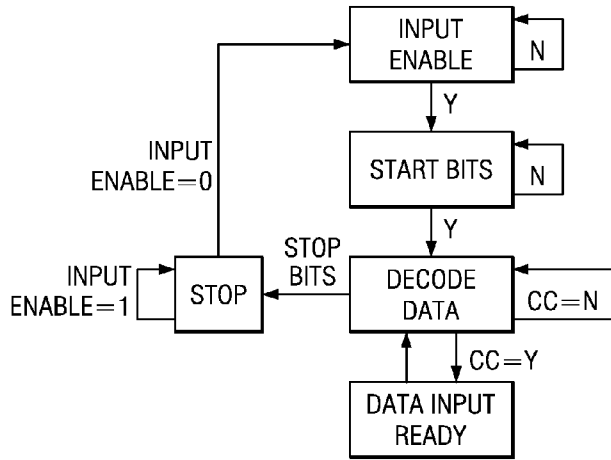 INPUT
ENABLE
N
Y
INPUT
ENABLE=0
START BITS
N
Y
STOP
BITS
INPUT
ENABLE=1
STOP
DECODE
DATA
CC=N
CC=Y
DATA INPUT
READY